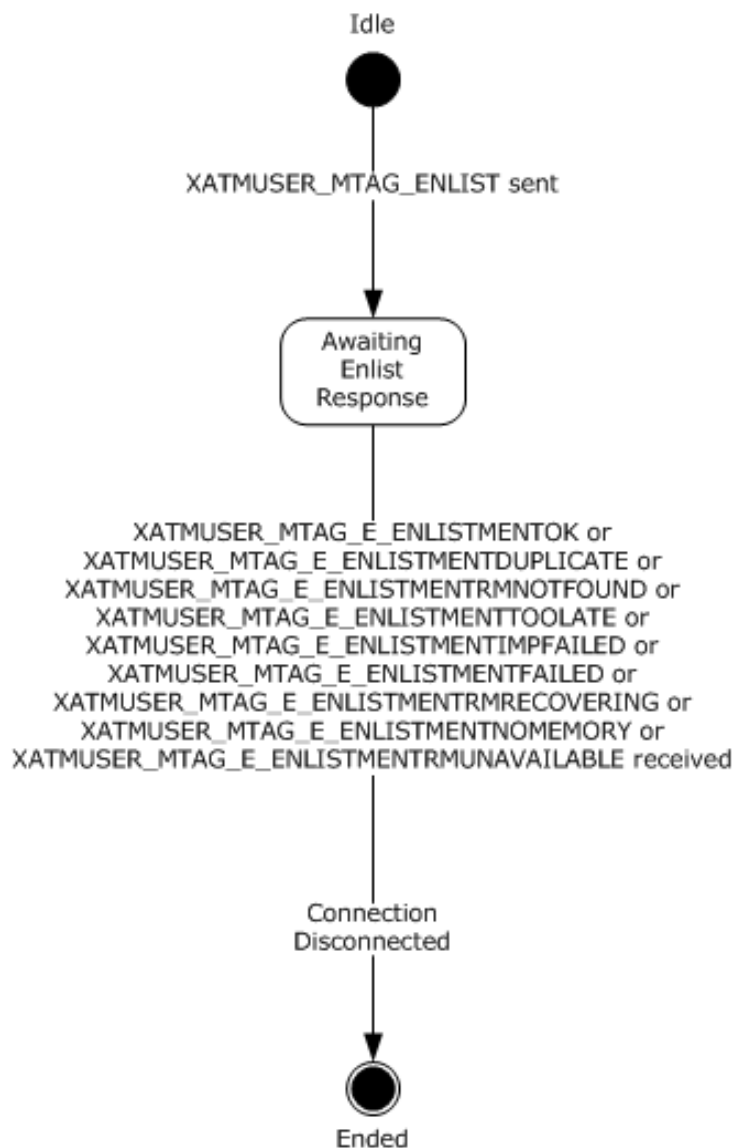 Idle
XATMUSER_MTAG_ENLIST sent
Awaiting
Enlist
Response
XATMUSER_MTAG_E_ENLISTMENTOK or
XATMUSER_MTAG_E_ENLISTMENTDUPLICATE or
XATMUSER_MTAG_E_ENLISTMENTRMNOTFOUND or
XATMUSER_MTAG_E_ENLISTMENTTOOLATE or
XATMUSER_MTAG_E_ENLISTMENTIMPFAILED or
XATMUSER_MTAG_E_ENLISTMENTFAILED or
XATMUSER_MTAG_E_ENLISTMENTRMRECOVERING or
XATMUSER_MTAG_E_ENLISTMENTNOMEMORY or
XATMUSER_MTAG_E_ENLISTMENTRMUNAVAILABLE received
Connection
Disconnected
Ended